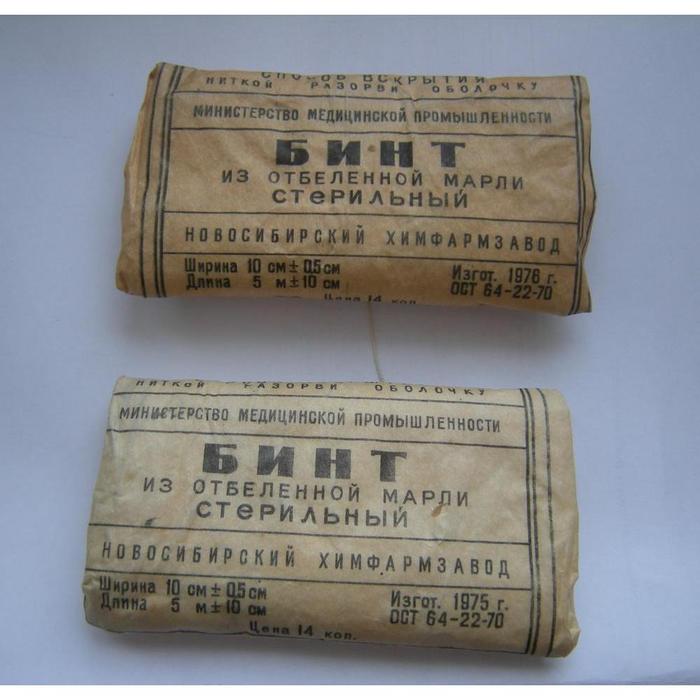 СПОСОБ ВСКРЫТИЯ
НИТКОЙ РАЗОРВИ ОБОЛОЧКУ
МИНИСТЕРСТВО МЕДИЦИНСКОЙ ПРОМЫШЛЕННОСТИ
БИНТ
ИЗ ОТБЕЛЕННОЙ МАРЛИ
СТЕРИЛЬНЫЙ
НОВОСИБИРСКИЙ ХИМФАРМЗАВОД
Ширина 10 см ± 0,5 см
Длина 5 м ± 10 см
Изгот. 1976 г.
ОСТ 64-22-70
Цена 14 коп.
НИТКОЙ РАЗОРВИ ОБОЛОЧКУ
МИНИСТЕРСТВО МЕДИЦИНСКОЙ ПРОМЫШЛЕННОСТИ
БИНТ
ИЗ ОТБЕЛЕННОЙ МАРЛИ
СТЕРИЛЬНЫЙ
НОВОСИБИРСКИЙ ХИМФАРМЗАВОД
Ширина 10 см ± 0,5 см
Длина 5 м ± 10 см
Изгот. 1975 г.
ОСТ 64-22-70
Цена 14 коп.